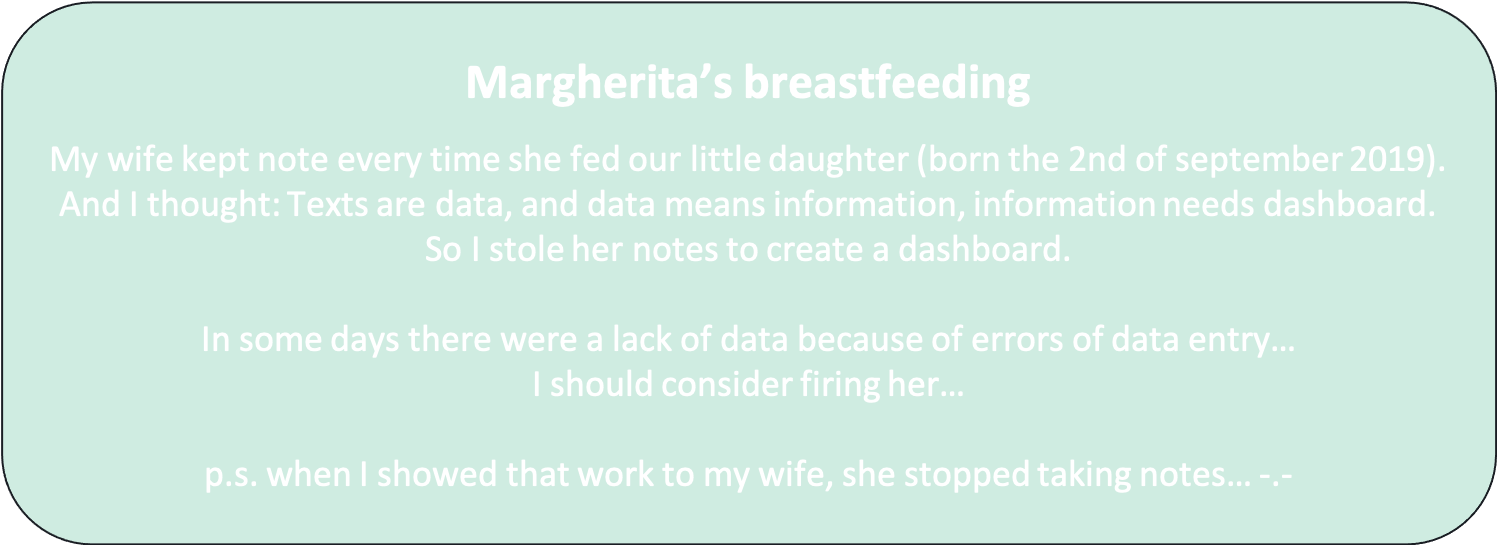 Margherita’s breastfeeding
My wife kept note every time she fed our little daughter (born the 2nd of september 2019).
And I thought: Texts are data, and data means information, information needs dashboard.
So I stole her notes to create a dashboard.
In some days there were a lack of data because of errors of data entry…
I should consider firing her…
p.s. when I showed that work to my wife, she stopped taking notes… -.-